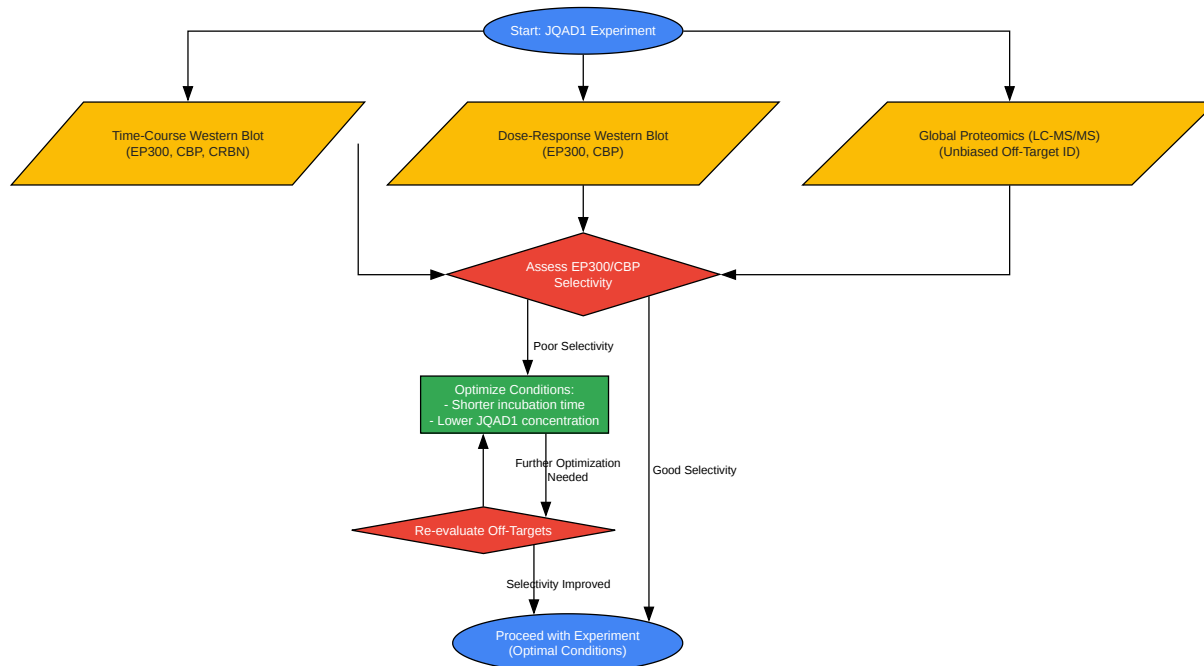 Start: JQAD1 Experiment
Time-Course Western Blot
(EP300, CBP, CRBN)
Dose-Response Western Blot
(EP300, CBP)
Global Proteomics (LC-MS/MS)
(Unbiased Off-Target ID)
Assess EP300/CBP
Selectivity
Poor Selectivity
Optimize Conditions:
- Shorter incubation time
- Lower JQAD1 concentration
Further Optimization
Needed
Good Selectivity
Re-evaluate Off-Targets
Selectivity Improved
Proceed with Experiment
(Optimal Conditions)